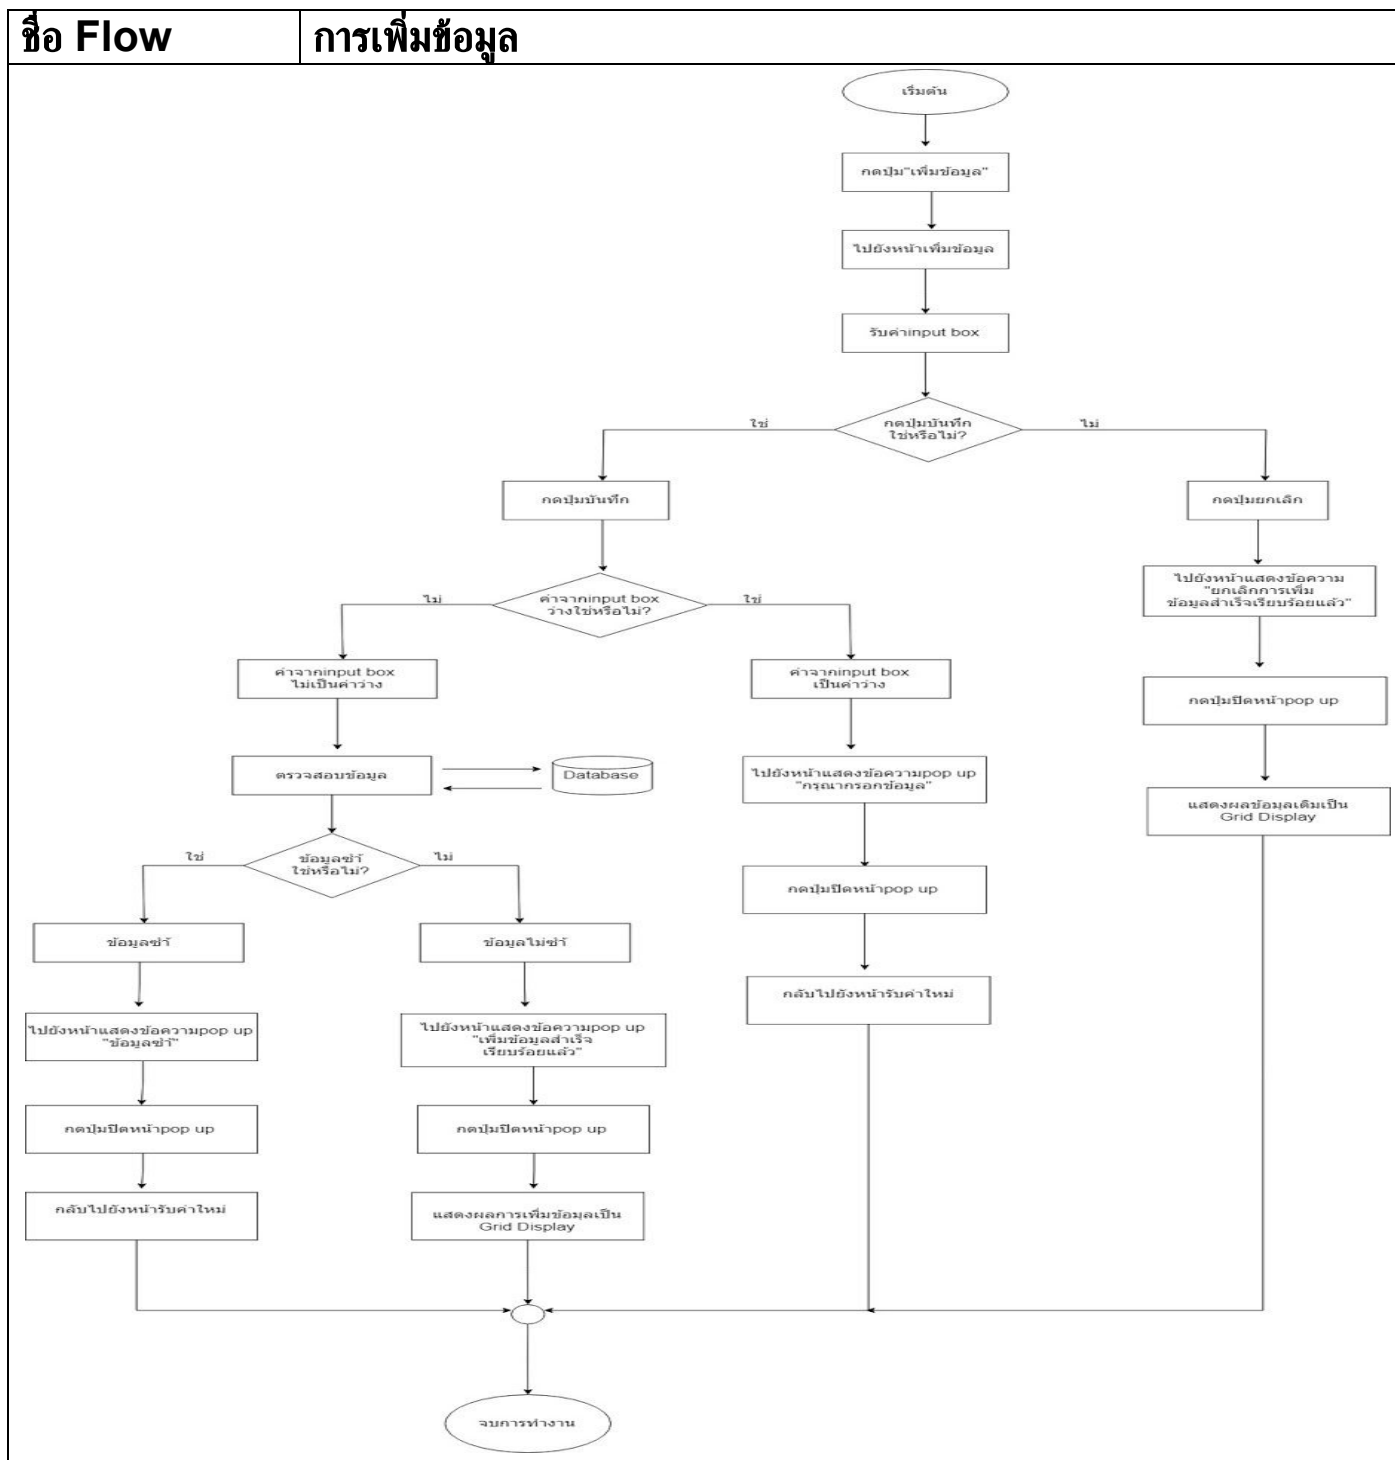 ชื่อ Flow
การเพิ่มข้อมูล
เริ่มต้น
กดปุ่ม"เพิ่มข้อมูล"
ไปยังหน้าเพิ่มข้อมูล
รับค่าinput box
กดปุ่มบันทึก
ใช่หรือไม่?
ใช่
ไม่
กดปุ่มบันทึก
กดปุ่มยกเลิก
ค่าจากinput box
ว่างใช่หรือไม่?
ไม่
ใช่
ไปยังหน้าแสดงข้อความ
"ยกเลิกการเพิ่ม
ข้อมูลสำเร็จเรียบร้อยแล้ว"
ค่าจากinput box
ไม่เป็นค่าว่าง
ค่าจากinput box
เป็นค่าว่าง
กดปุ่มปิดหน้าpop up
ตรวจสอบข้อมูล
Database
ไปยังหน้าแสดงข้อความpop up
"กรุณากรอกข้อมูล"
แสดงผลข้อมูลเดิมเป็น
Grid Display
ข้อมูลซ้ำ
ใช่หรือไม่?
ใช่
ไม่
กดปุ่มปิดหน้าpop up
ข้อมูลซ้ำ
ข้อมูลไม่ซ้ำ
กลับไปยังหน้ารับค่าใหม่
ไปยังหน้าแสดงข้อความpop up
"ข้อมูลซ้ำ"
ไปยังหน้าแสดงข้อความpop up
"เพิ่มข้อมูลสำเร็จ
เรียบร้อยแล้ว"
กดปุ่มปิดหน้าpop up
กดปุ่มปิดหน้าpop up
กลับไปยังหน้ารับค่าใหม่
แสดงผลการเพิ่มข้อมูลเป็น
Grid Display
จบการทำงาน